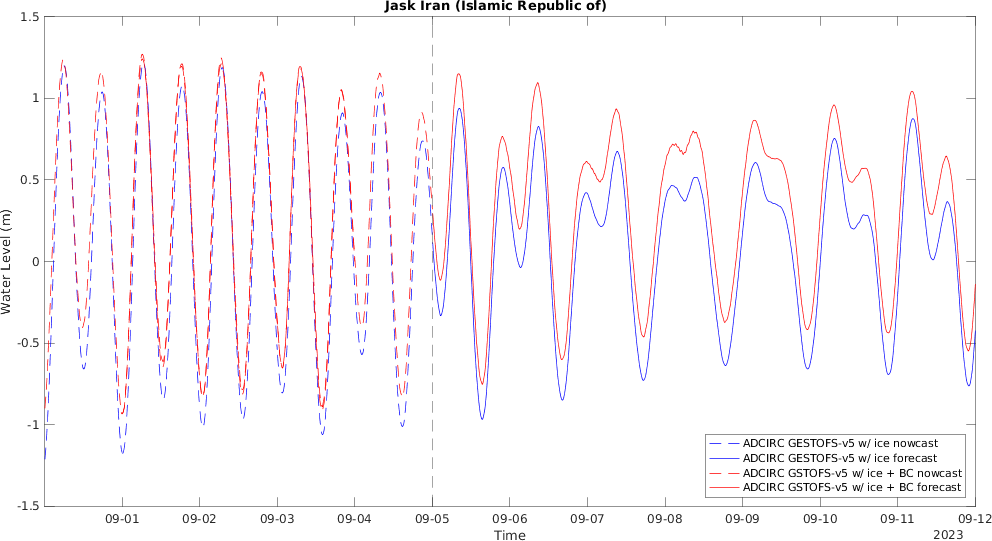 Jask Iran (Islamic Republic of)
1.5
1
0.5
0
-0.5
-1
-1.5
Water Level (m)
09-01 09-02 09-03 09-04 09-05 09-06 09-07 09-08 09-09 09-10 09-11 09-12
Time
2023
ADCIRC GESTOFS-v5 w/ ice nowcast
ADCIRC GESTOFS-v5 w/ ice forecast
ADCIRC GSTOFS-v5 w/ ice + BC nowcast
ADCIRC GSTOFS-v5 w/ ice + BC forecast